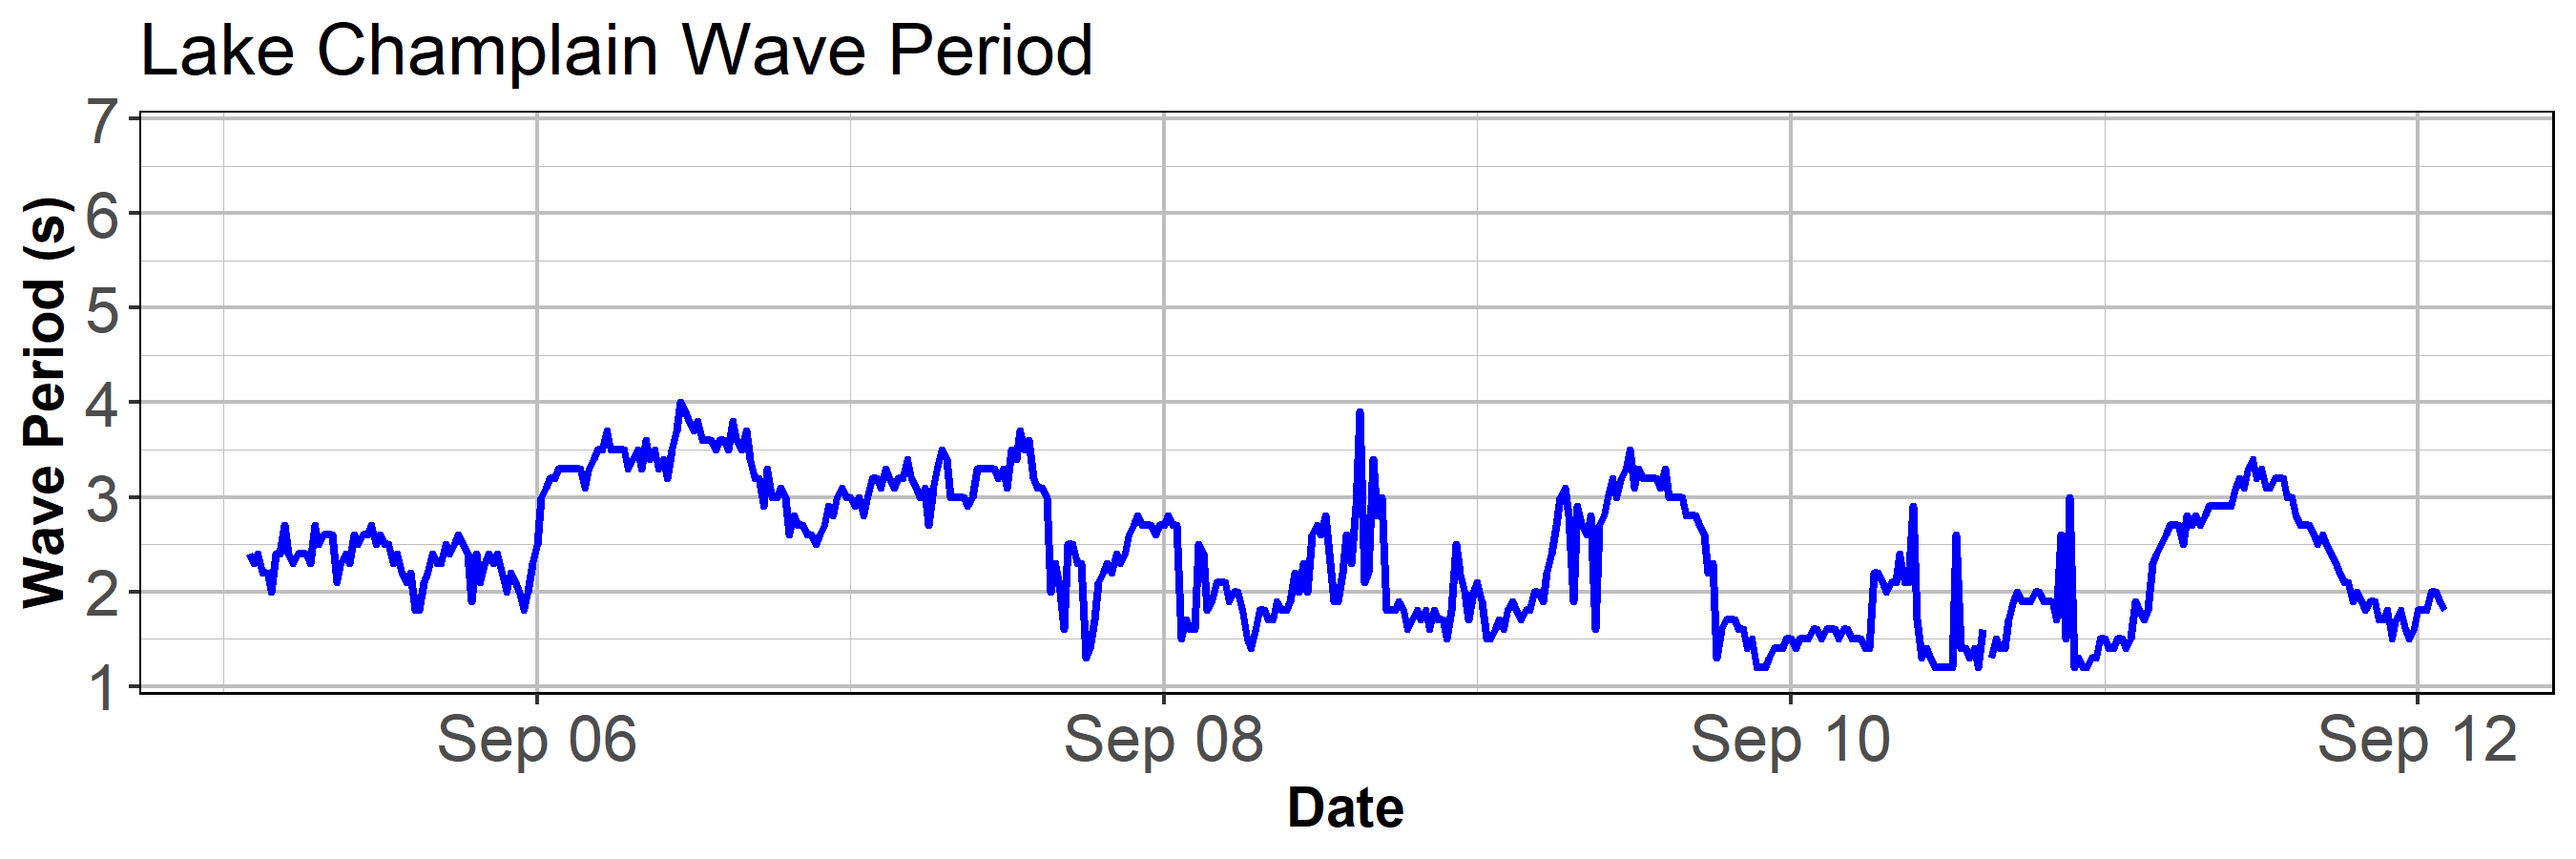 Lake Champlain Wave Period
Wave Period (s)
7
6
5
4
3
2
1
Sep 06
Sep 08
Sep 10
Sep 12
Date